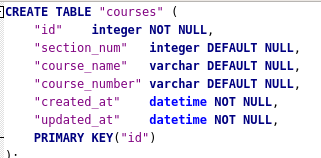 CREATE TABLE "courses" (
"id" integer NOT NULL,
"section_num" integer DEFAULT NULL,
"course_name" varchar DEFAULT NULL,
"course_number" varchar DEFAULT NULL,
"created_at" datetime NOT NULL,
"updated_at" datetime NOT NULL,
PRIMARY KEY("id")
);